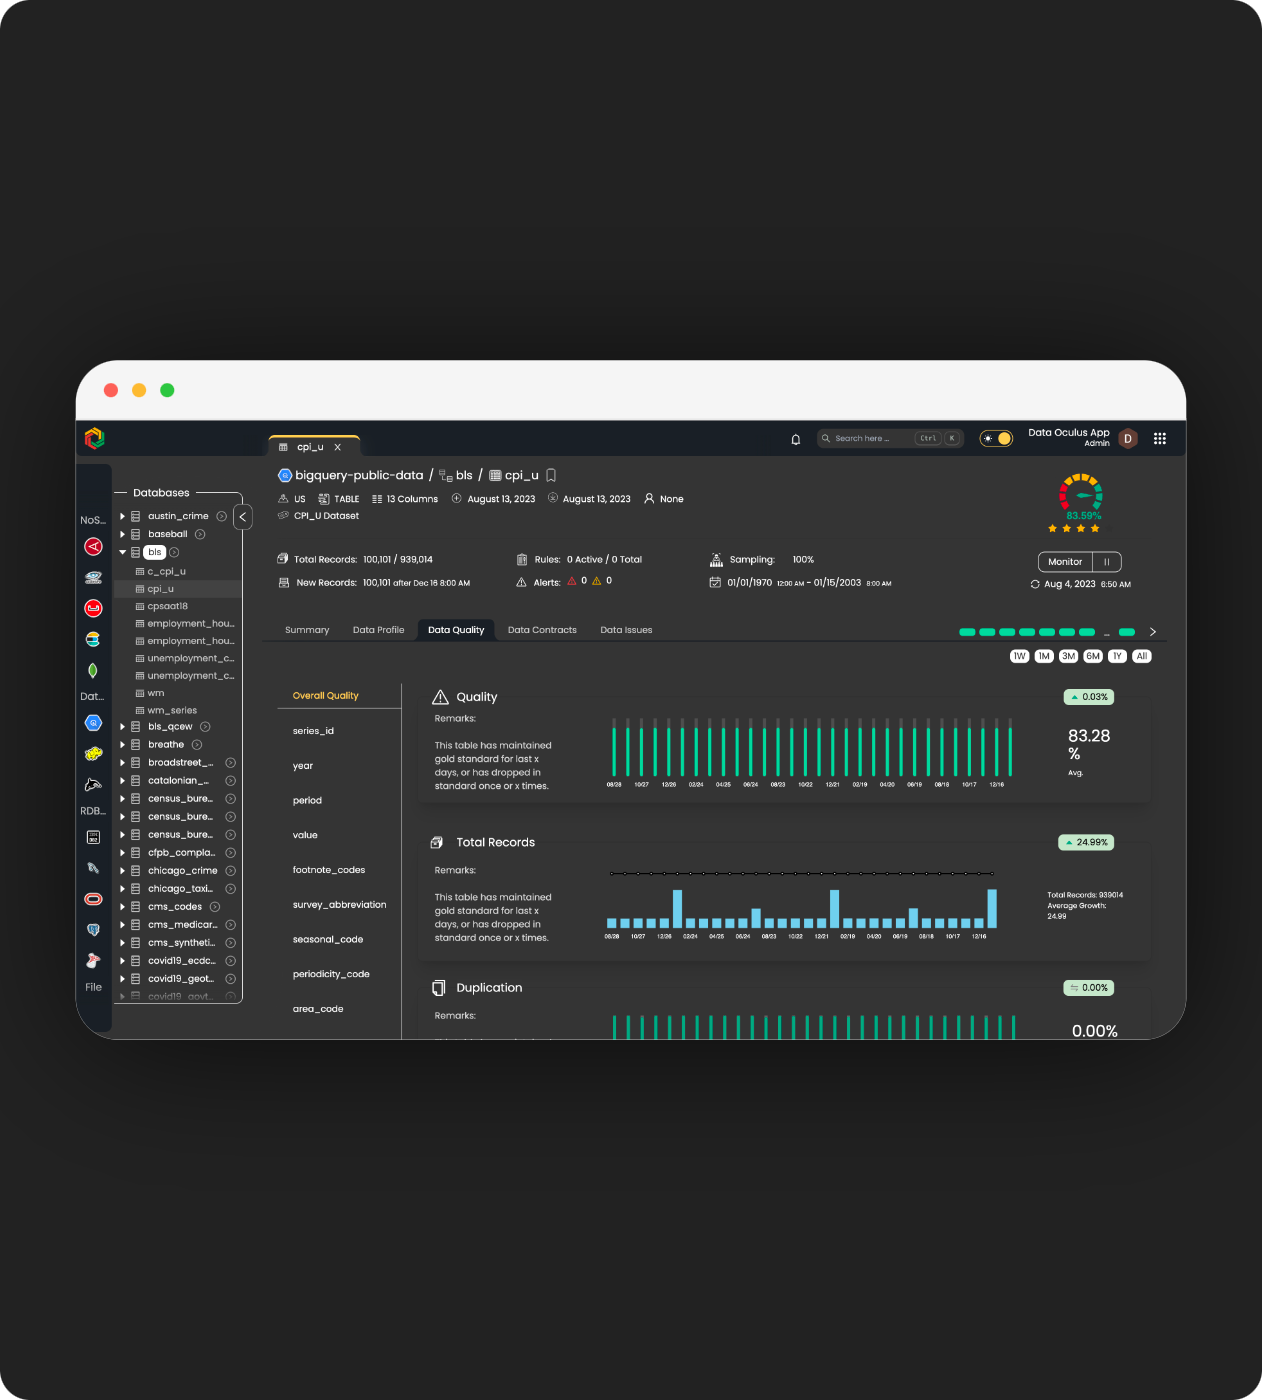 cpi_u X
Search here ... Ctrl K
Data Oculus App
Admin
D
NoS...
Dat...
RDB...
File
Databases
austin_crime
baseball
bls
c_cpi_u
cpi_u
cpsaat18
employment_hou...
employment_hou...
unemployment_c...
unemployment_c...
wm
wm_series
bls_qcew
breathe
broadstreet_...
catalonian_...
census_bure...
census_bure...
census_bure...
cfpb_compla...
chicago_crime
chicago_taxi...
cms_codes
cms_medicar...
cms_syntheti...
covid19_ecdc...
covid19_geot...
covid19_govt...
bigquery-public-data / bls / cpi_u
US TABLE 13 Columns August 13, 2023 August 13, 2023 None
CPI_U Dataset
83.59%
Total Records: 100,101 / 939,014
Rules: 0 Active / 0 Total
Sampling: 100%
Monitor
New Records: 100,101 after Dec 16 8:00 AM
Alerts: 0 0
01/01/1970 12:00 AM - 01/15/2003 8:00 AM
Aug 4, 2023 6:50 AM
Summary Data Profile Data Quality Data Contracts Data Issues
...
1W 1M 3M 6M 1Y All
Overall Quality
series_id
year
period
value
footnote_codes
survey_abbreviation
seasonal_code
periodicity_code
area_code
Quality
0.03%
Remarks:
This table has maintained
gold standard for last x
days, or has dropped in
standard once or x times.
08/28 10/27 12/26 02/24 04/25 06/24 08/23 10/22 12/21 02/19 04/20 06/19 08/18 10/17 12/16
83.28
%
Avg.
Total Records
24.99%
Remarks:
This table has maintained
gold standard for last x
days, or has dropped in
standard once or x times.
08/28 10/27 12/26 02/24 04/25 06/24 08/23 10/22 12/21 02/19 04/20 06/19 08/18 10/17 12/16
Total Records: 939014
Average Growth:
24.99
Duplication
0.00%
Remarks:
0.00%